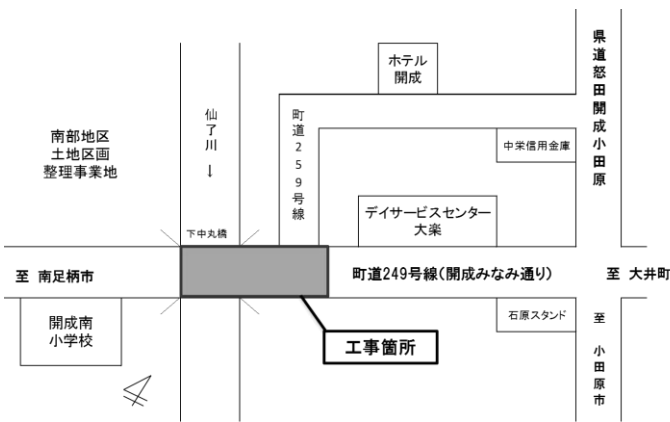 ホテル
開成
県道怒田開成小田原
仙了川
↓
町道259号線
南部地区
土地区画
整理事業地
中栄信用金庫
デイサービスセンター
大楽
下中丸橋
至 南足柄市
町道249号線(開成みなみ通り)
至 大井町
開成南
小学校
石原スタンド
至 小田原市
工事箇所